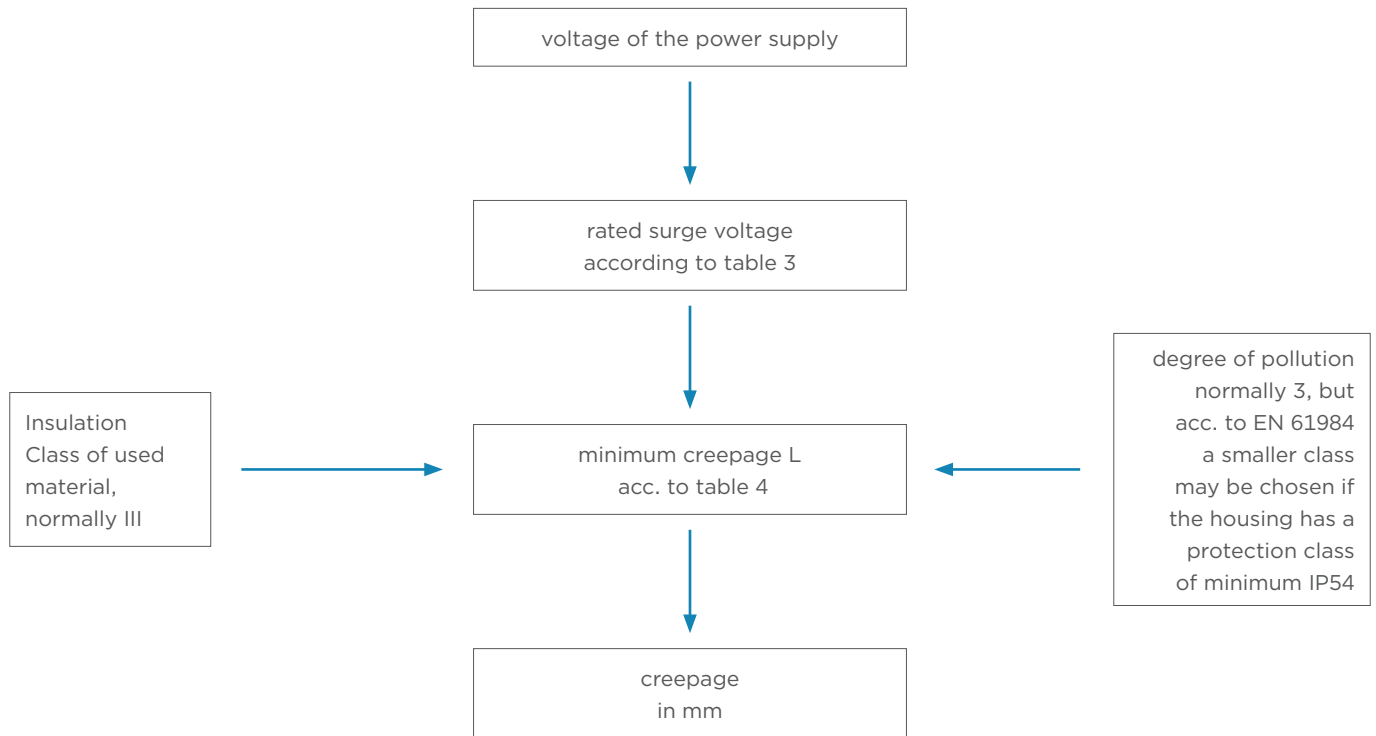 voltage of the power supply
rated surge voltage
according to table 3
Insulation
Class of used
material,
normally III
minimum creepage L
acc. to table 4
degree of pollution
normally 3, but
acc. to EN 61984
a smaller class
may be chosen if
the housing has a
protection class
of minimum IP54
creepage
in mm